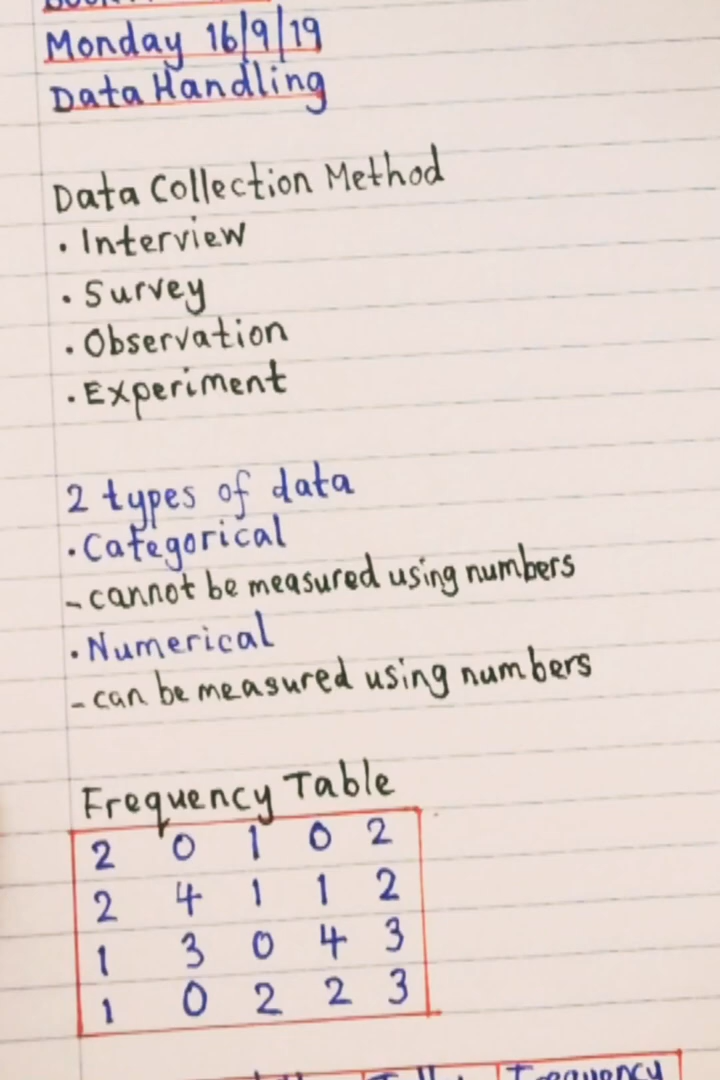 Monday 16/9/19
Data Handling
Data Collection Method
• Interview
• Survey
• Observation
• Experiment
2 types of data
• Categorical
- cannot be measured using numbers
• Numerical
- can be measured using numbers
Frequency Table
2 0 1 0 2
2 4 1 1 2
1 3 0 4 3
1 0 2 2 3
Frequency